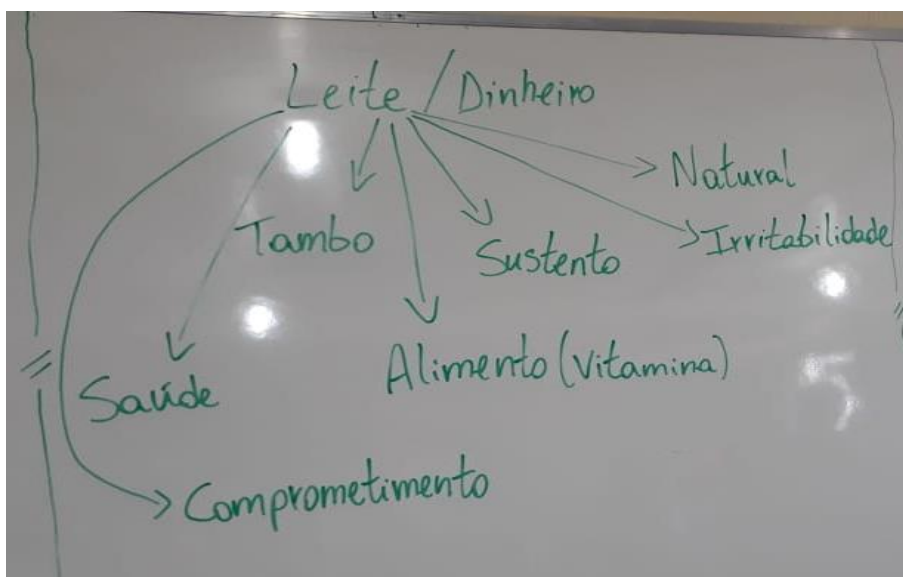 Leite / Dinheiro
Natural
Tambo
Irritabilidade
Sustento
Alimento (Vitamina)
Saúde
Comprometimento